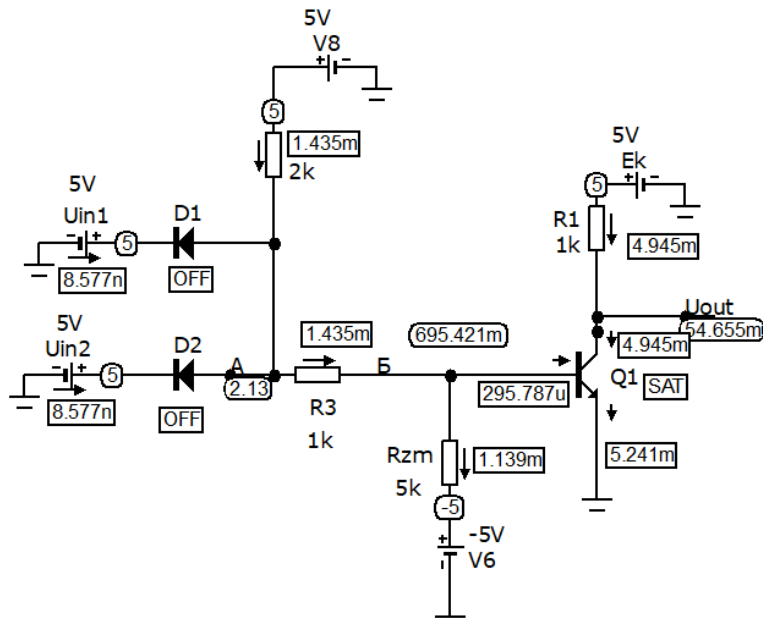 5V
V8
5
1.435m
2k
5V
Ek
5
R1
1k
4.945m
5V
Uin1
5
D1
8.577n
OFF
Uout
54.655m
4.945m
5V
Uin2
5
D2
А
2.13
1.435m
Б
695.421m
8.577n
OFF
R3
1k
295.787u
Q1
SAT
Rzm
5k
1.139m
5.241m
-5
-5V
V6